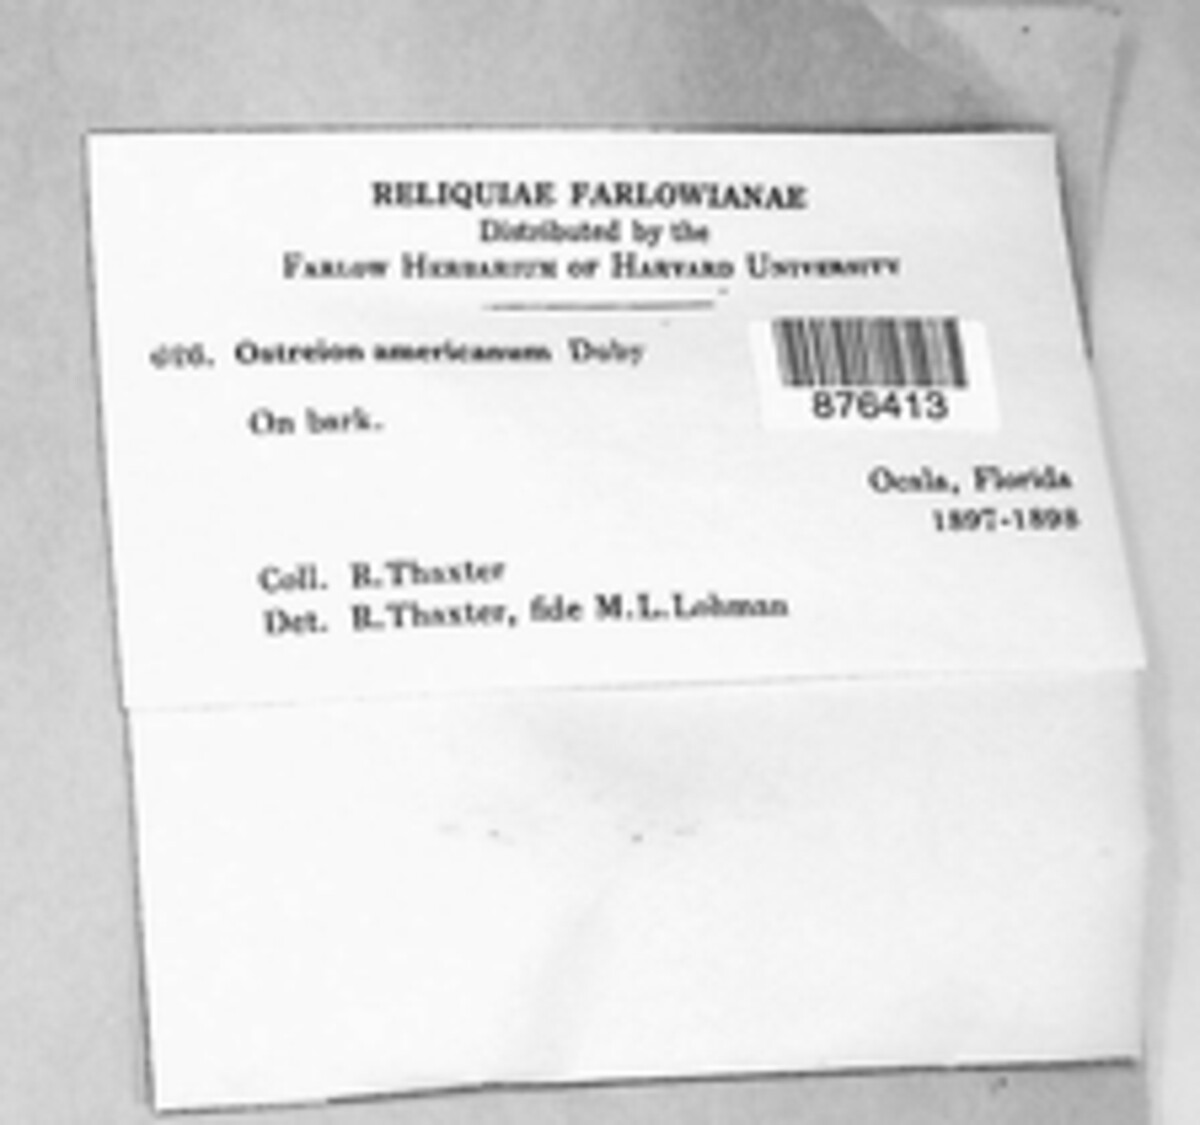 RELIQUIAE FARLOWIANAE
Distributed by the
FARLOW HERBARIUM OF HARVARD UNIVERSITY
Ostreion americanum Duby
876413
On bark.
Ocala, Florida
1897-1898
Coll. R. Thaxter
Det. R. Thaxter, fide M. L. Lohman